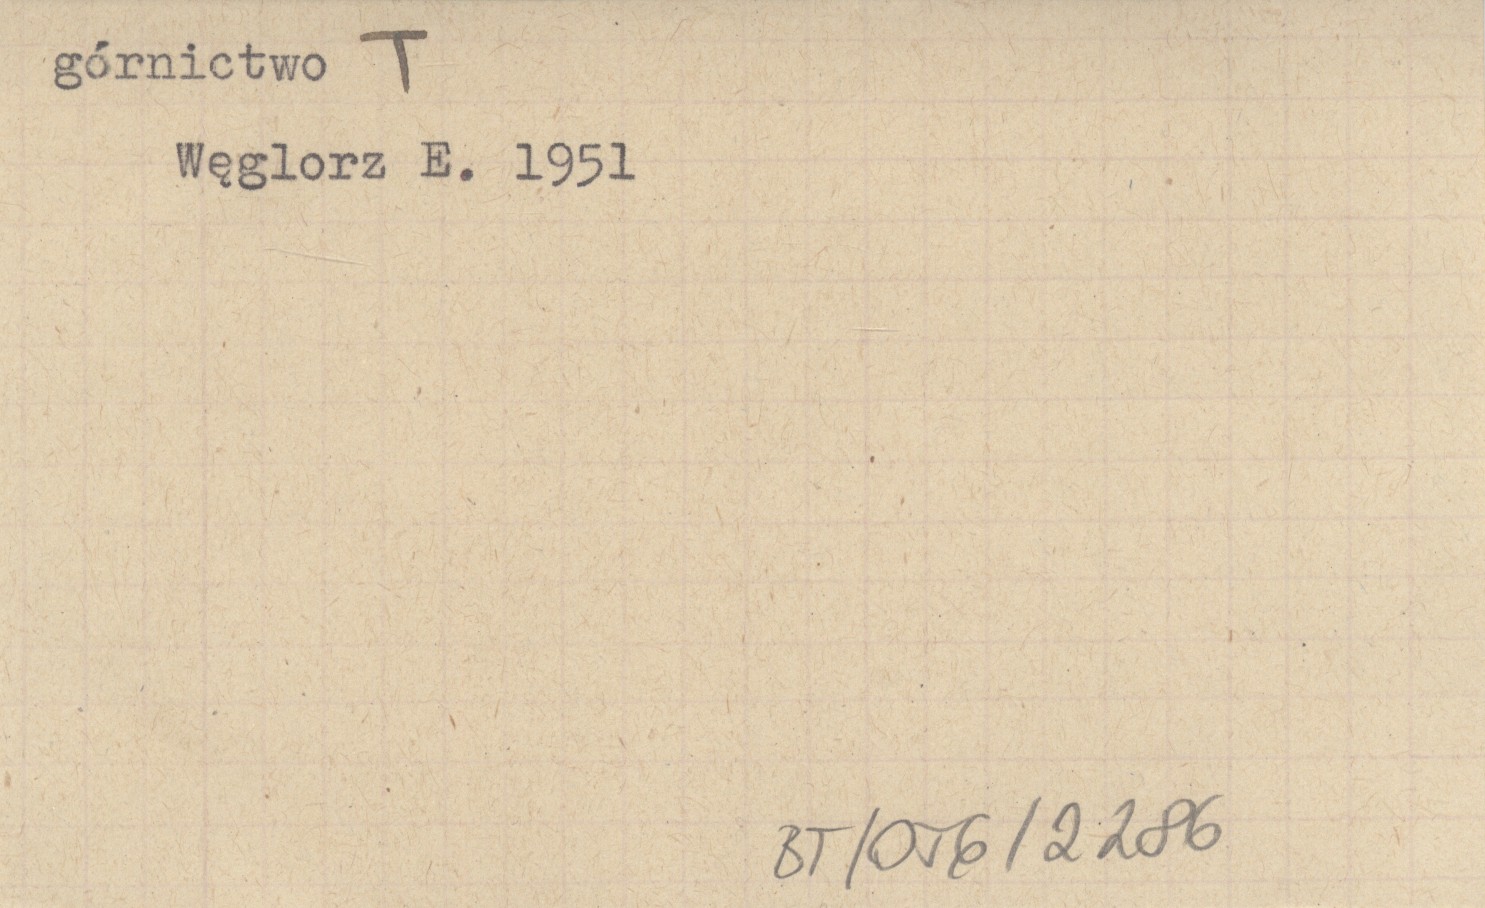 górnictwo T
Węglorz E. 1951
BT/OT6/2286